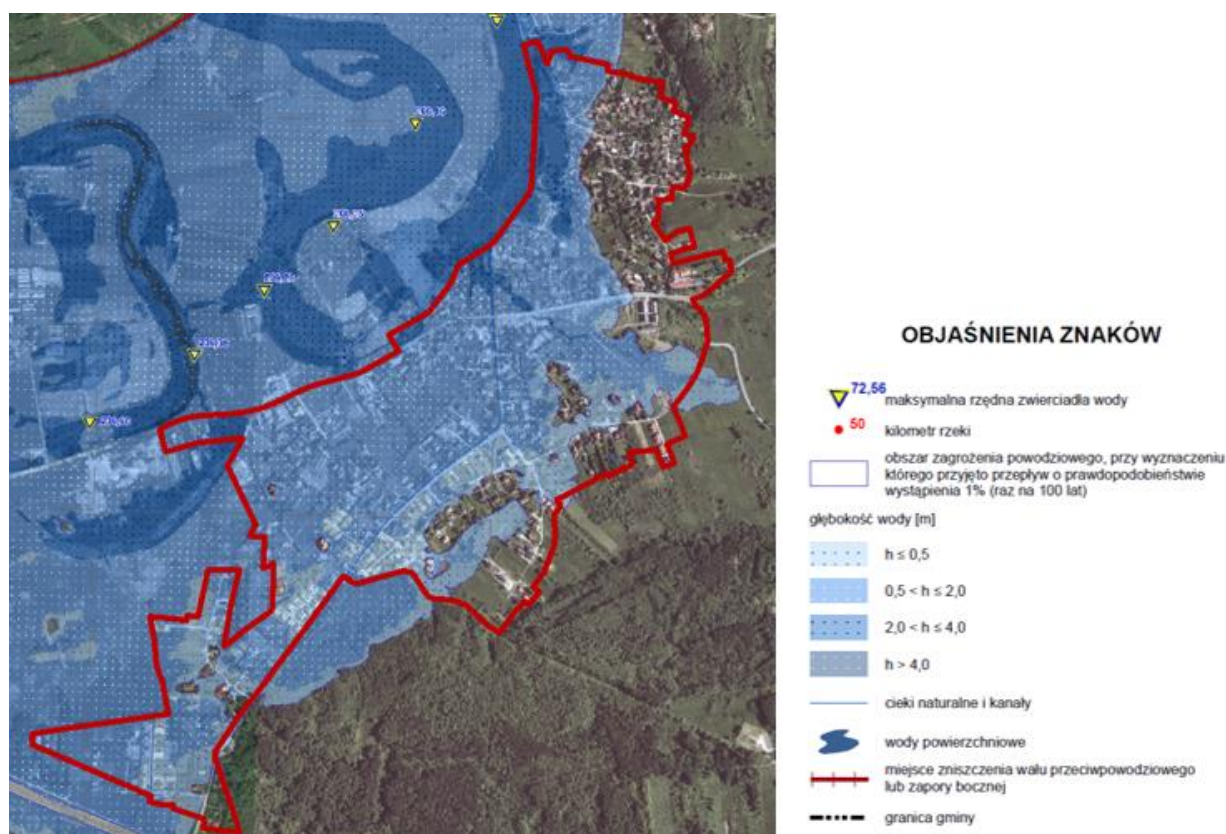 OBJAŚNIENIA ZNAKÓW
72,56
maksymalna rzędna zwierciadła wody
50
kilometr rzeki
obszar zagrożenia powodziowego, przy wyznaczeniu
którego przyjęto przepływ o prawdopodobieństwie
wystąpienia 1% (raz na 100 lat)
głębokość wody [m]
h ≤ 0,5
0,5 < h ≤ 2,0
2,0 < h ≤ 4,0
h > 4,0
cieki naturalne i kanały
wody powierzchniowe
miejsce zniszczenia wału przeciwpowodziowego
lub zapory bocznej
granica gminy